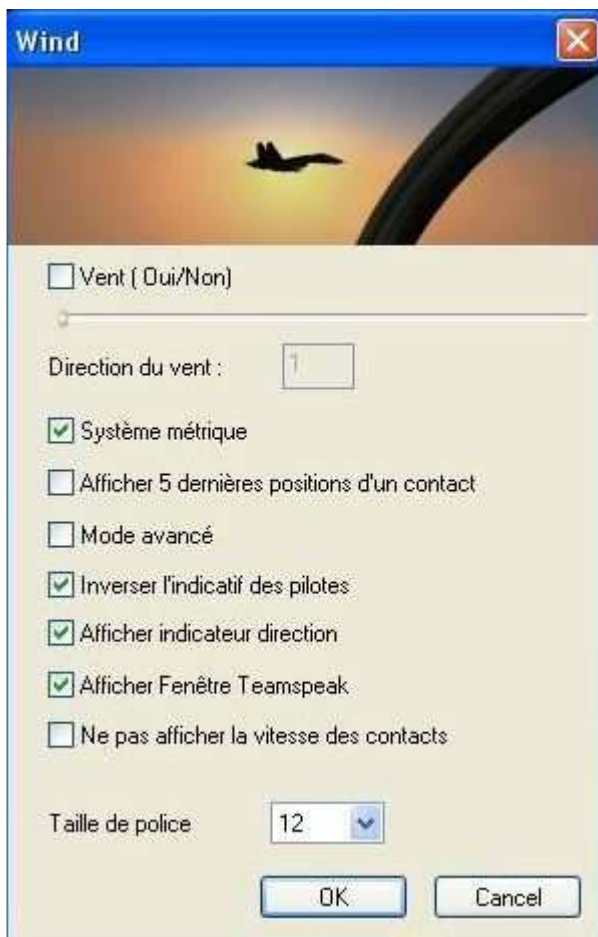 Wind
Vent ( Oui/Non)
Direction du vent : 1
Système métrique
Afficher 5 dernières positions d'un contact
Mode avancé
Inverser l'indicatif des pilotes
Afficher indicateur direction
Afficher Fenêtre Teamspeak
Ne pas afficher la vitesse des contacts
Taille de police 12
OK Cancel